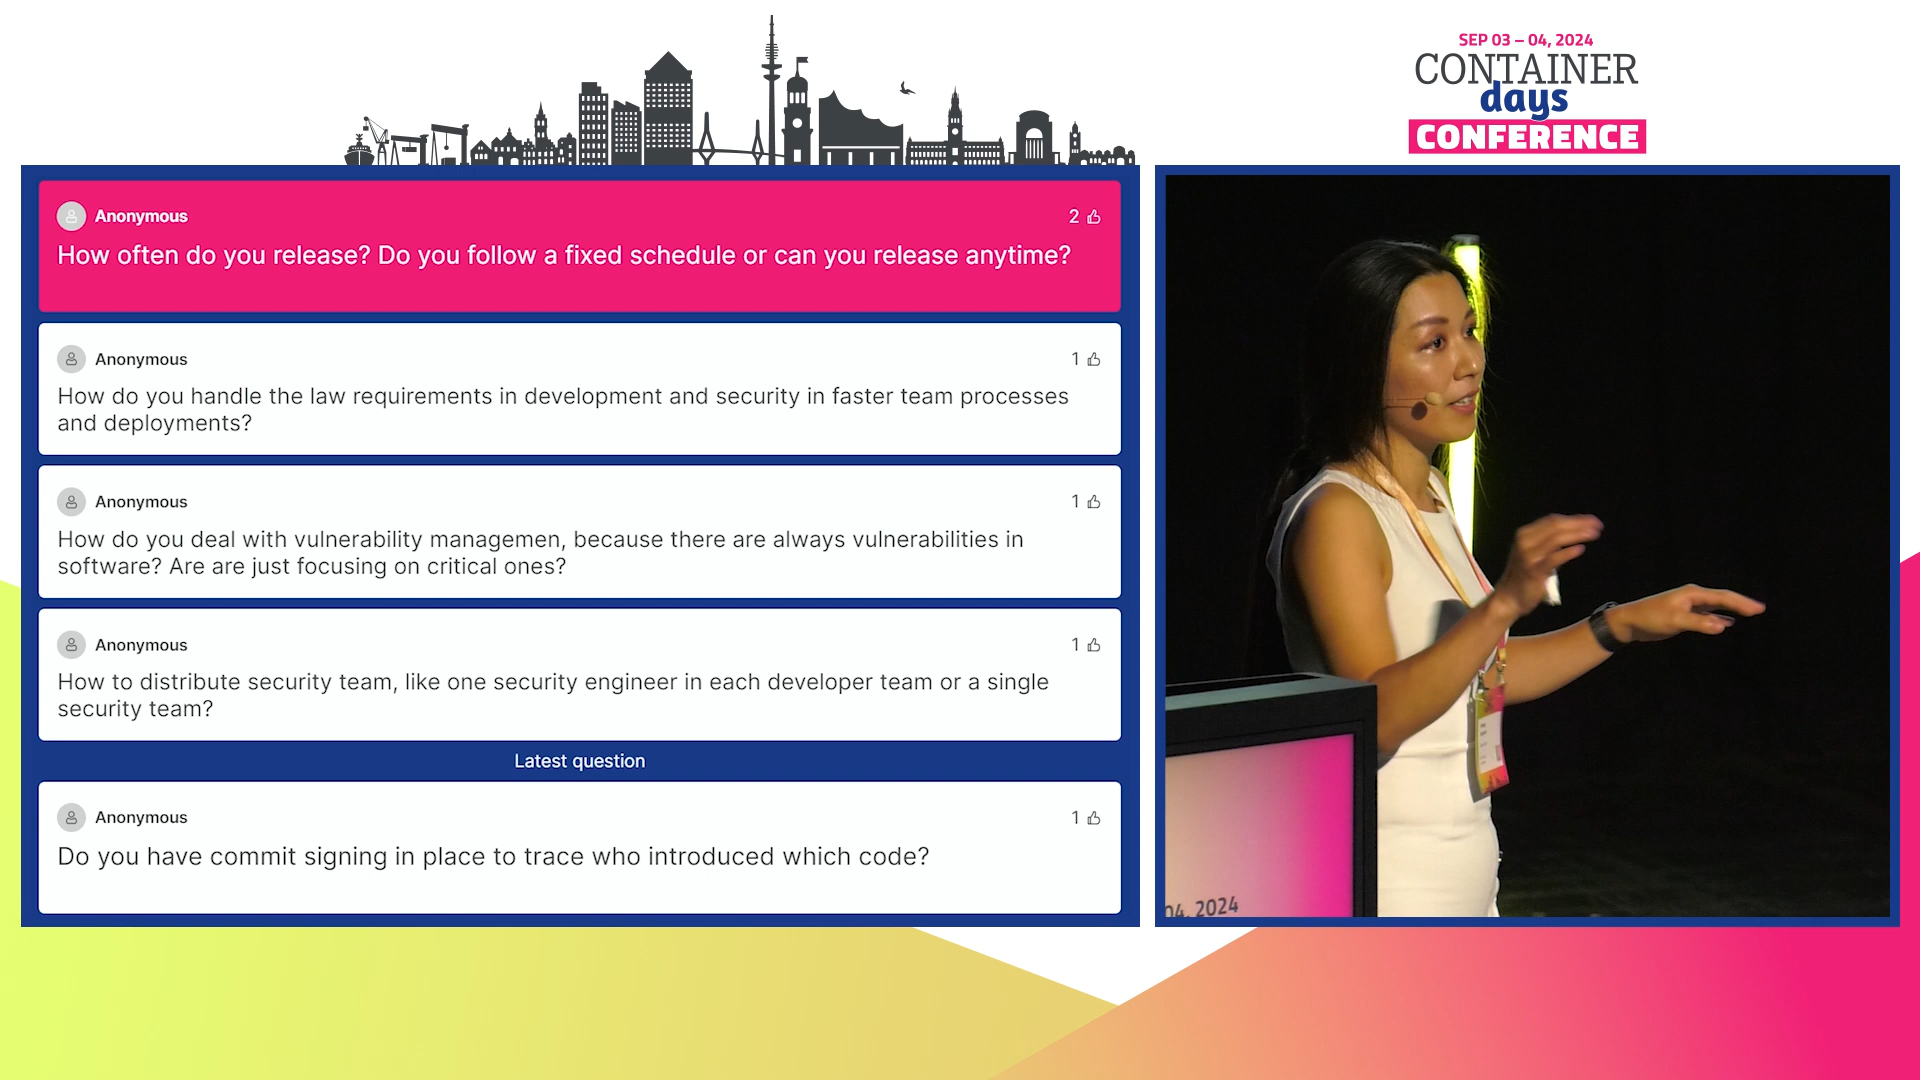 SEP 03 – 04, 2024
CONTAINER
days
CONFERENCE
Anonymous
2
How often do you release? Do you follow a fixed schedule or can you release anytime?
Anonymous
1
How do you handle the law requirements in development and security in faster team processes
and deployments?
Anonymous
1
How do you deal with vulnerability managemen, because there are always vulnerabilities in
software? Are are just focusing on critical ones?
Anonymous
1
How to distribute security team, like one security engineer in each developer team or a single
security team?
Latest question
Anonymous
1
Do you have commit signing in place to trace who introduced which code?
04, 2024